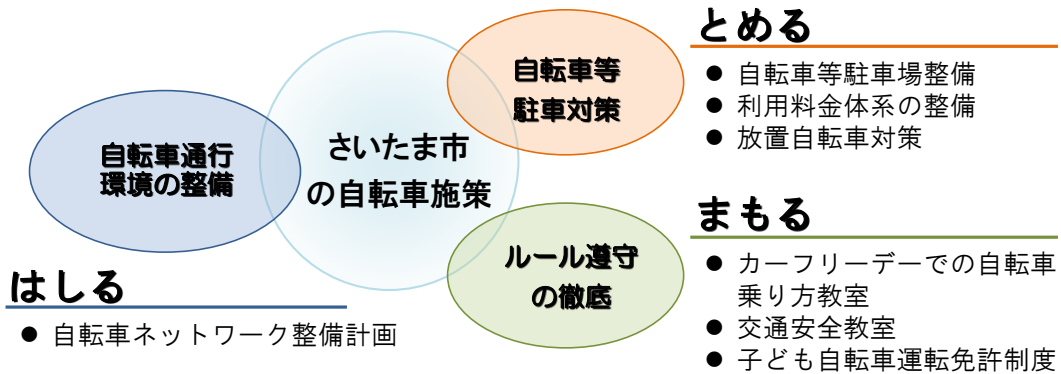 さいたま市
の自転車施策
自転車通行
環境の整備
はしる
● 自転車ネットワーク整備計画
自転車等
駐車対策
とめる
● 自転車等駐車場整備
● 利用料金体系の整備
● 放置自転車対策
ルール遵守
の徹底
まもる
● カーフリーデーでの自転車
乗り方教室
● 交通安全教室
● 子ども自転車運転免許制度